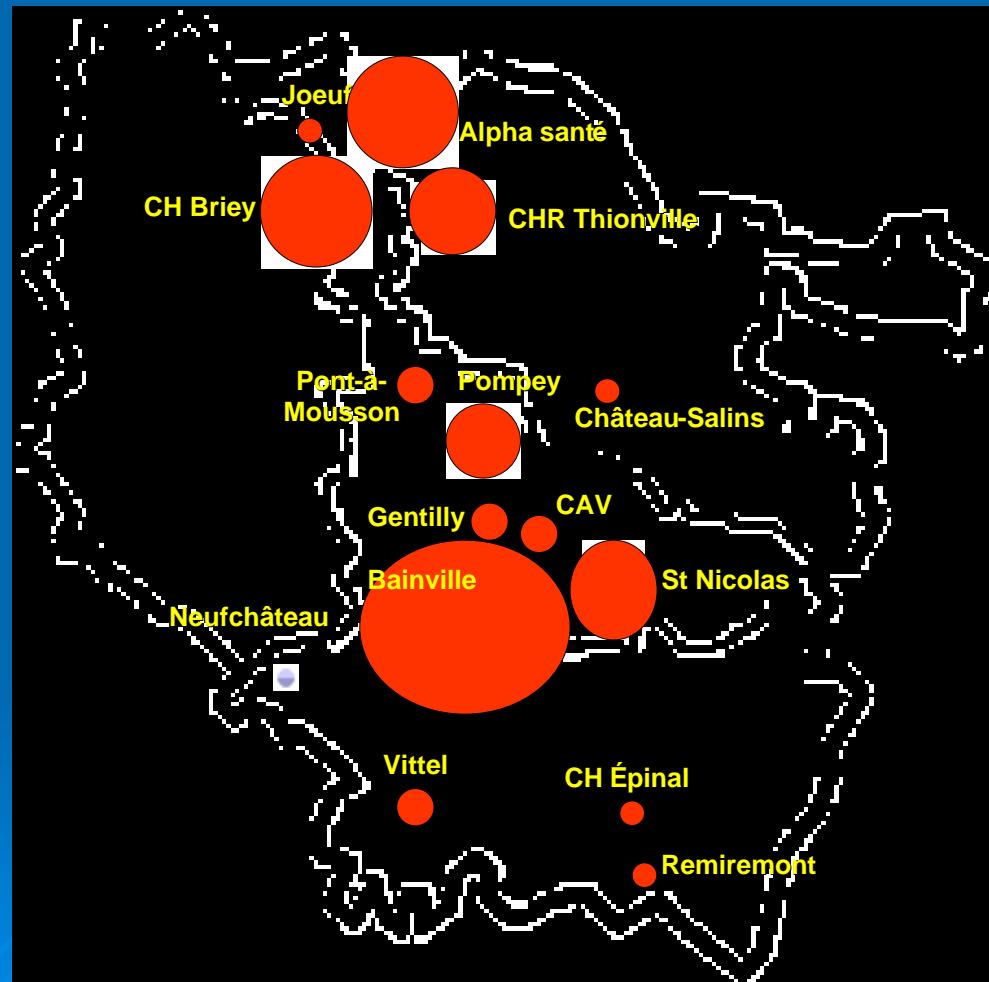 Joeuf
Alpha santé
CH Briey
CHR Thionville
Pont-à-
Mousson
Pompey
Château-Salins
Gentilly
CAV
Bainville
St Nicolas
Neufchâteau
Vittel
CH Épinal
Remiremont